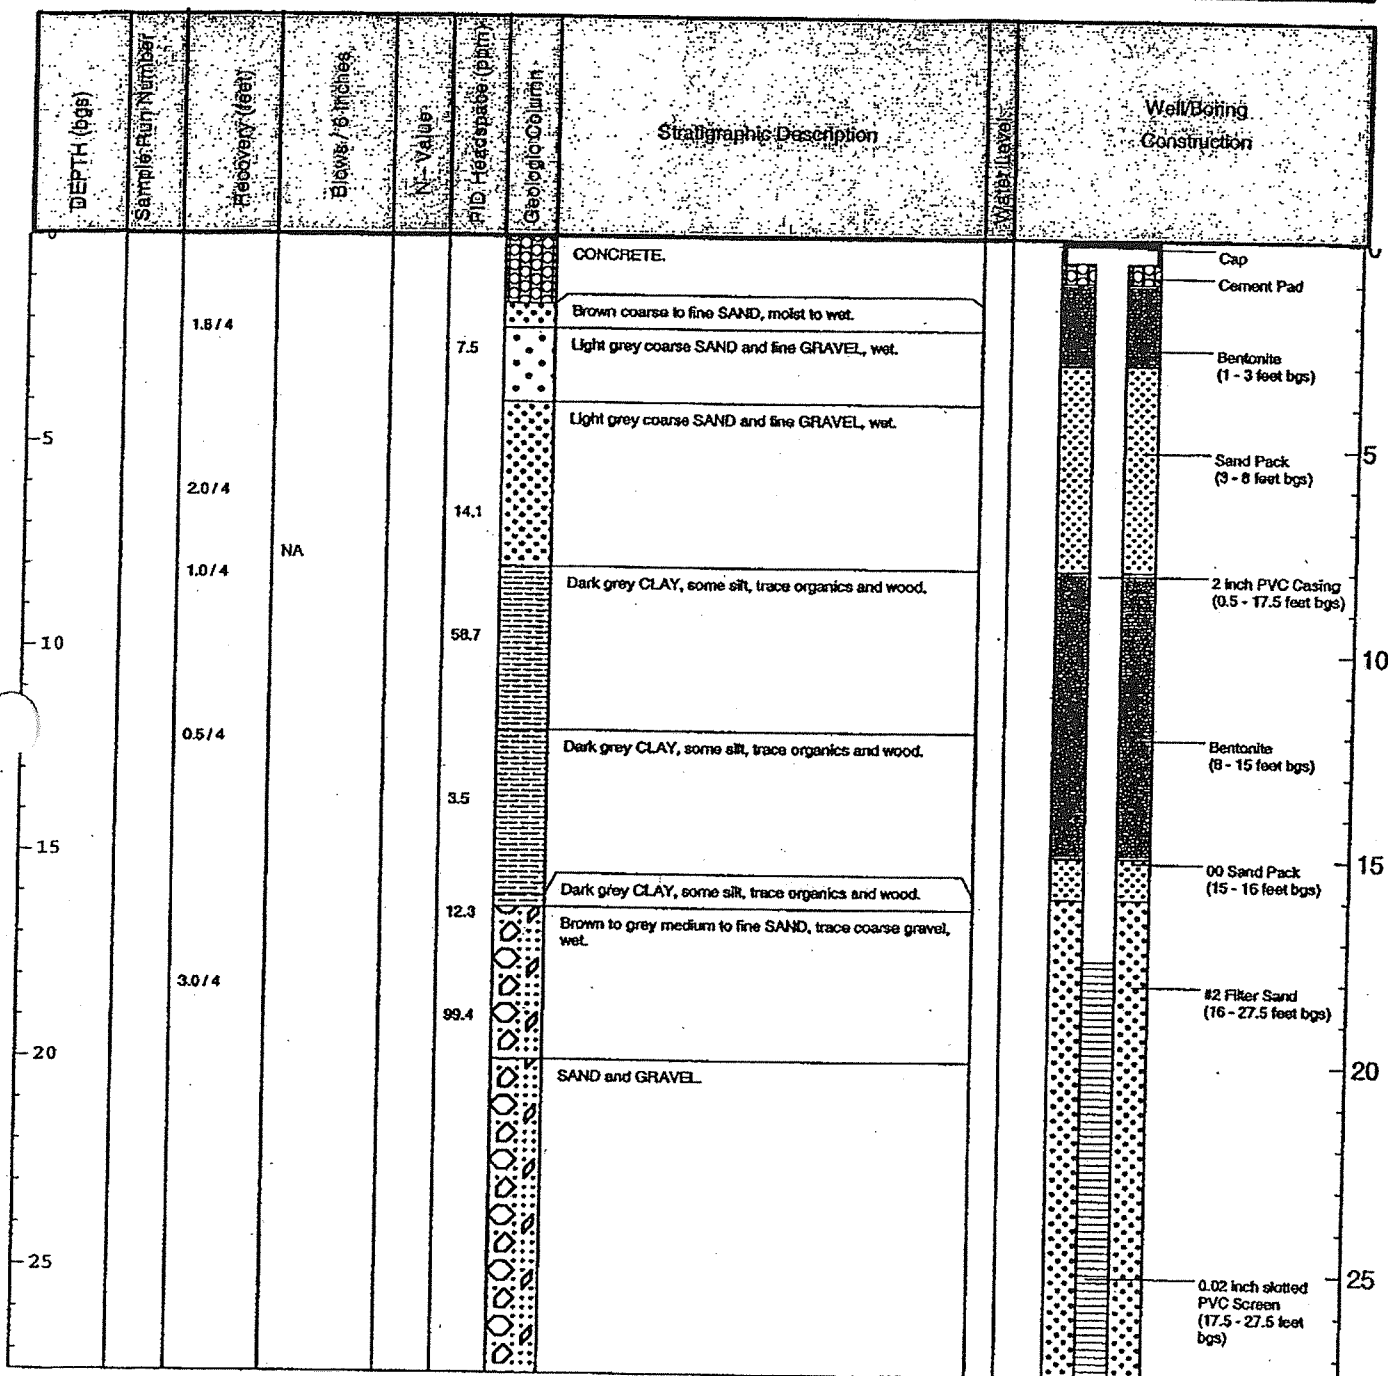 DEPTH (bgs)
Sample/Run Number
Recovery (feet)
Blows / 6 Inches
N - Value
PID Headspace (ppm)
Geologic Column
Stratigraphic Description
Water Level
Well/Boring
Construction
0
CONCRETE.
Cap
Cement Pad
Brown coarse to fine SAND, moist to wet.
1.8 / 4
7.5
Light grey coarse SAND and fine GRAVEL, wet.
Bentonite
(1 - 3 feet bgs)
Light grey coarse SAND and fine GRAVEL, wet.
5
5
Sand Pack
(3 - 8 feet bgs)
2.0 / 4
14.1
NA
1.0 / 4
Dark grey CLAY, some silt, trace organics and wood.
2 inch PVC Casing
(0.5 - 17.5 feet bgs)
58.7
10
10
0.5 / 4
Dark grey CLAY, some silt, trace organics and wood.
Bentonite
(8 - 15 feet bgs)
3.5
15
15
00 Sand Pack
(15 - 16 feet bgs)
Dark grey CLAY, some silt, trace organics and wood.
12.3
Brown to grey medium to fine SAND, trace coarse gravel,
wet.
3.0 / 4
#2 Filter Sand
(16 - 27.5 feet bgs)
99.4
20
20
SAND and GRAVEL.
25
25
0.02 inch slotted
PVC Screen
(17.5 - 27.5 feet
bgs)